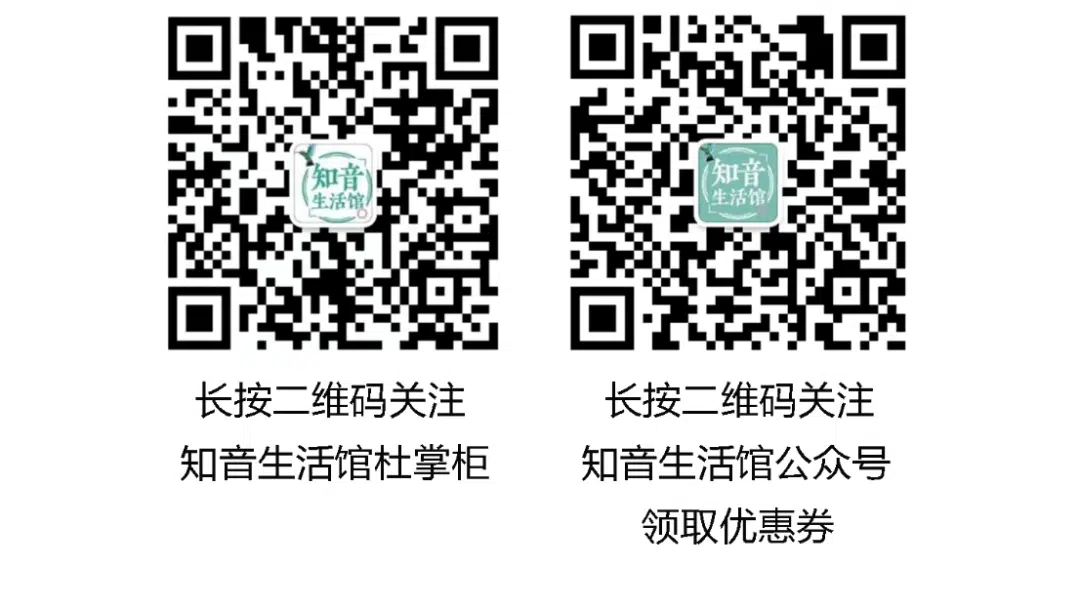 知音
生活馆
长按二维码关注
知音生活馆杜掌柜
知音
生活馆
长按二维码关注
知音生活馆公众号
领取优惠券